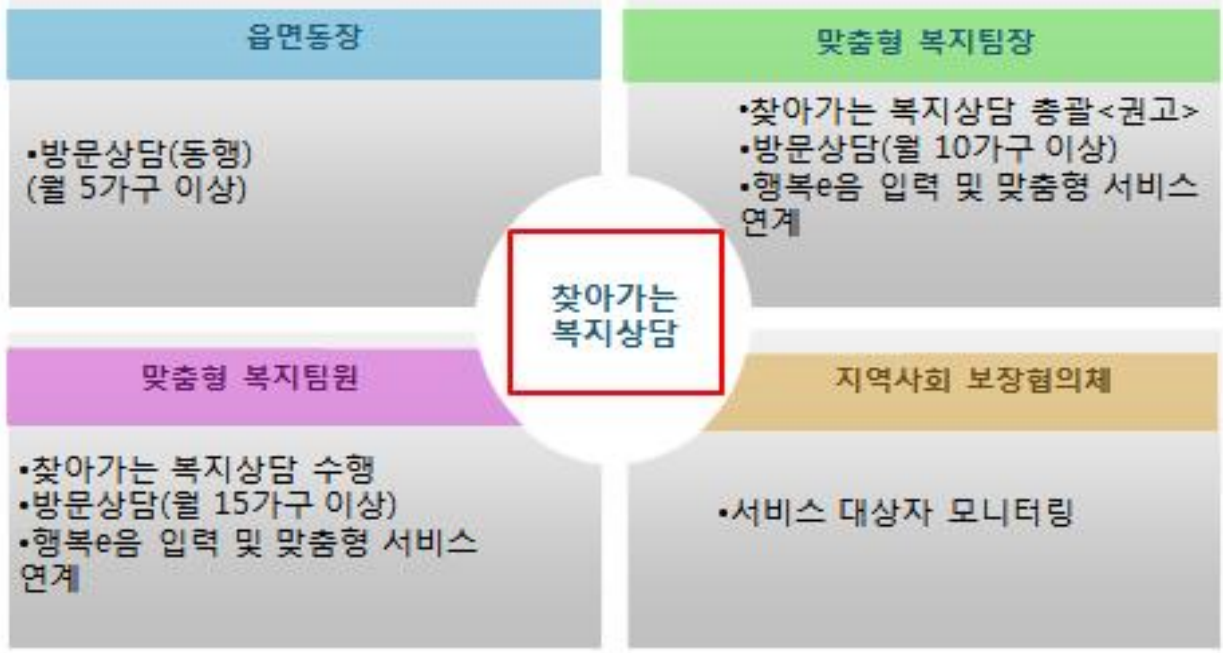 읍면동장
•방문상담(동행)
(월 5가구 이상)
맞춤형 복지팀장
•찾아가는 복지상담 총괄<권고>
•방문상담(월 10가구 이상)
•행복e음 입력 및 맞춤형 서비스
연계
찾아가는
복지상담
맞춤형 복지팀원
•찾아가는 복지상담 수행
•방문상담(월 15가구 이상)
•행복e음 입력 및 맞춤형 서비스
연계
지역사회 보장협의체
•서비스 대상자 모니터링